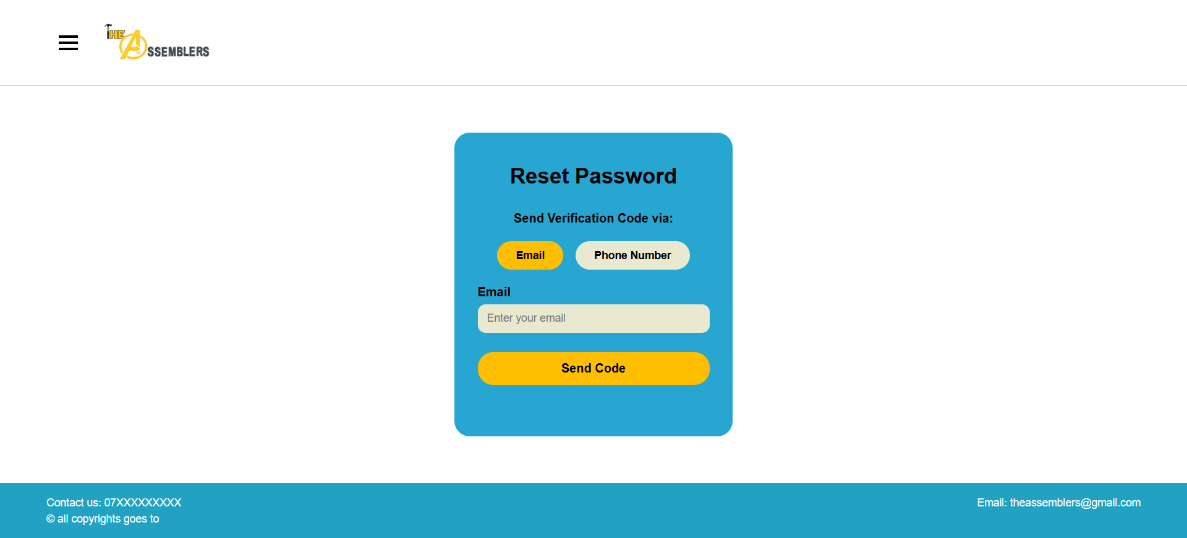 THE ASSEMBLERS
Reset Password
Send Verification Code via:
Email Phone Number
Email
Enter your email
Send Code
Contact us: 07XXXXXXXXX Email: theassemblers@gmail.com
© all copyrights goes to